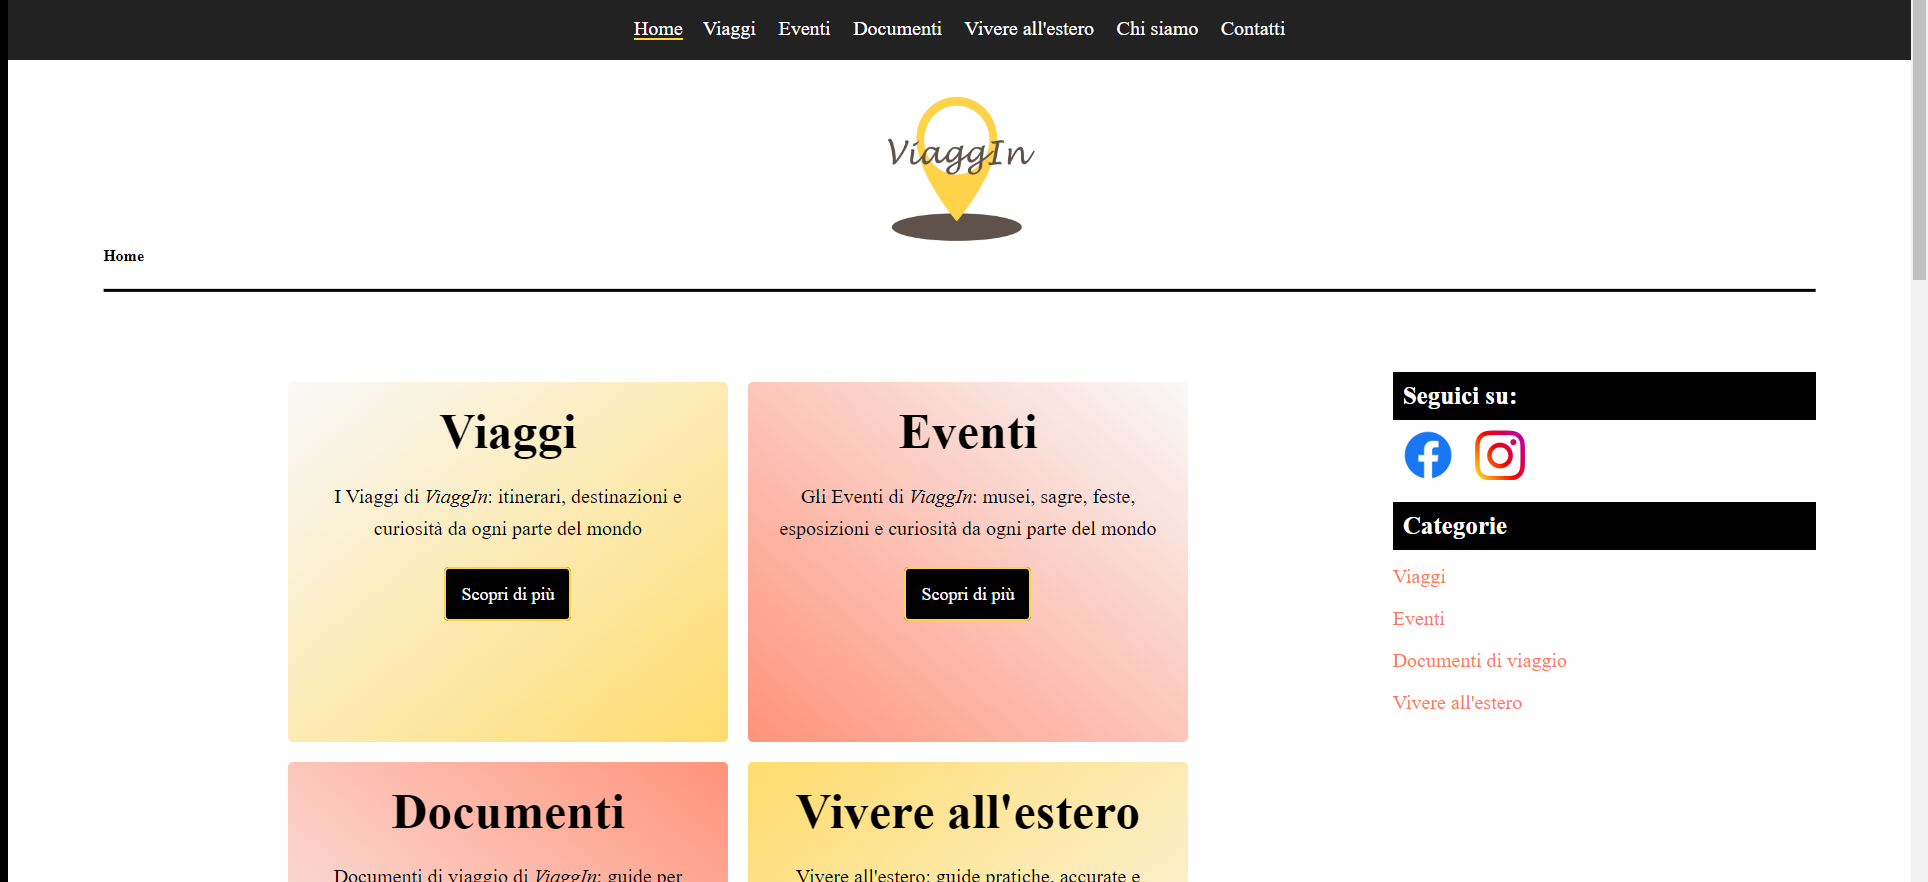 Home Viaggi Eventi Documenti Vivere all'estero Chi siamo Contatti
ViaggIn
Home
Viaggi
I Viaggi di ViaggIn: itinerari, destinazioni e
curiosità da ogni parte del mondo
Scopri di più
Eventi
Gli Eventi di ViaggIn: musei, sagre, feste,
esposizioni e curiosità da ogni parte del mondo
Scopri di più
Documenti
Documenti di viaggio di ViaggIn: guide per
Vivere all'estero
Vivere all'estero: guide pratiche, accurate e
Seguici su:
Categorie
Viaggi
Eventi
Documenti di viaggio
Vivere all'estero